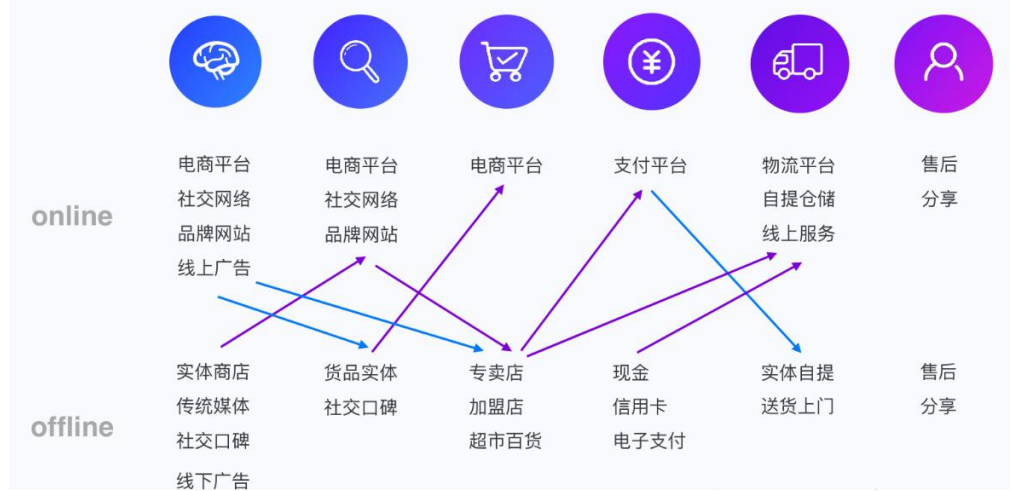 电商平台 电商平台 电商平台 支付平台 物流平台 售后
社交网络 社交网络 自提仓储 分享
online
品牌网站 品牌网站 线上服务
线上广告
实体商店 货品实体 专卖店 现金 实体自提 售后
传统媒体 社交口碑 加盟店 信用卡 送货上门 分享
offline
社交口碑 超市百货 电子支付
线下广告